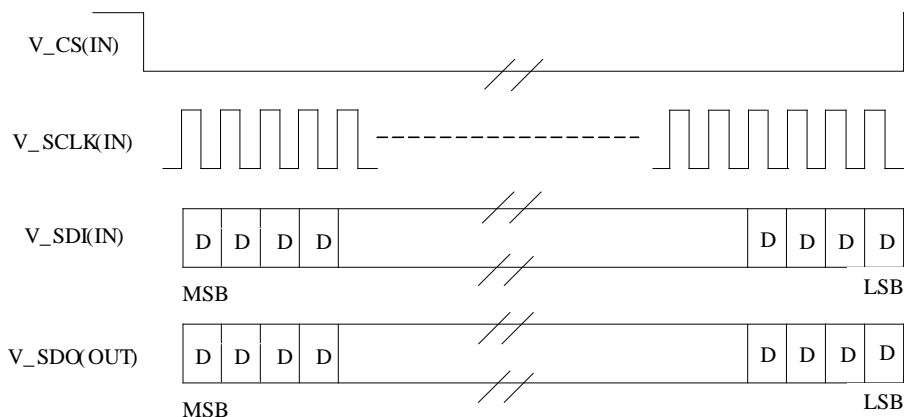 V_CS(IN)
V_SCLK(IN)
V_SDI(IN)
D D D D D D D D
MSB LSB
V_SDO(OUT)
D D D D D D D D
MSB LSB